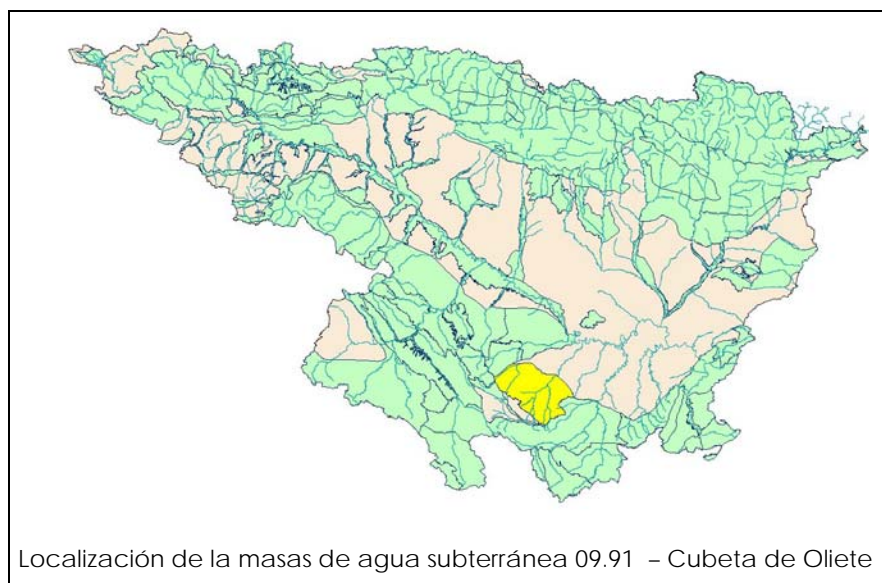 Localización de la masas de agua subterránea 09.91 – Cubeta de Oliete